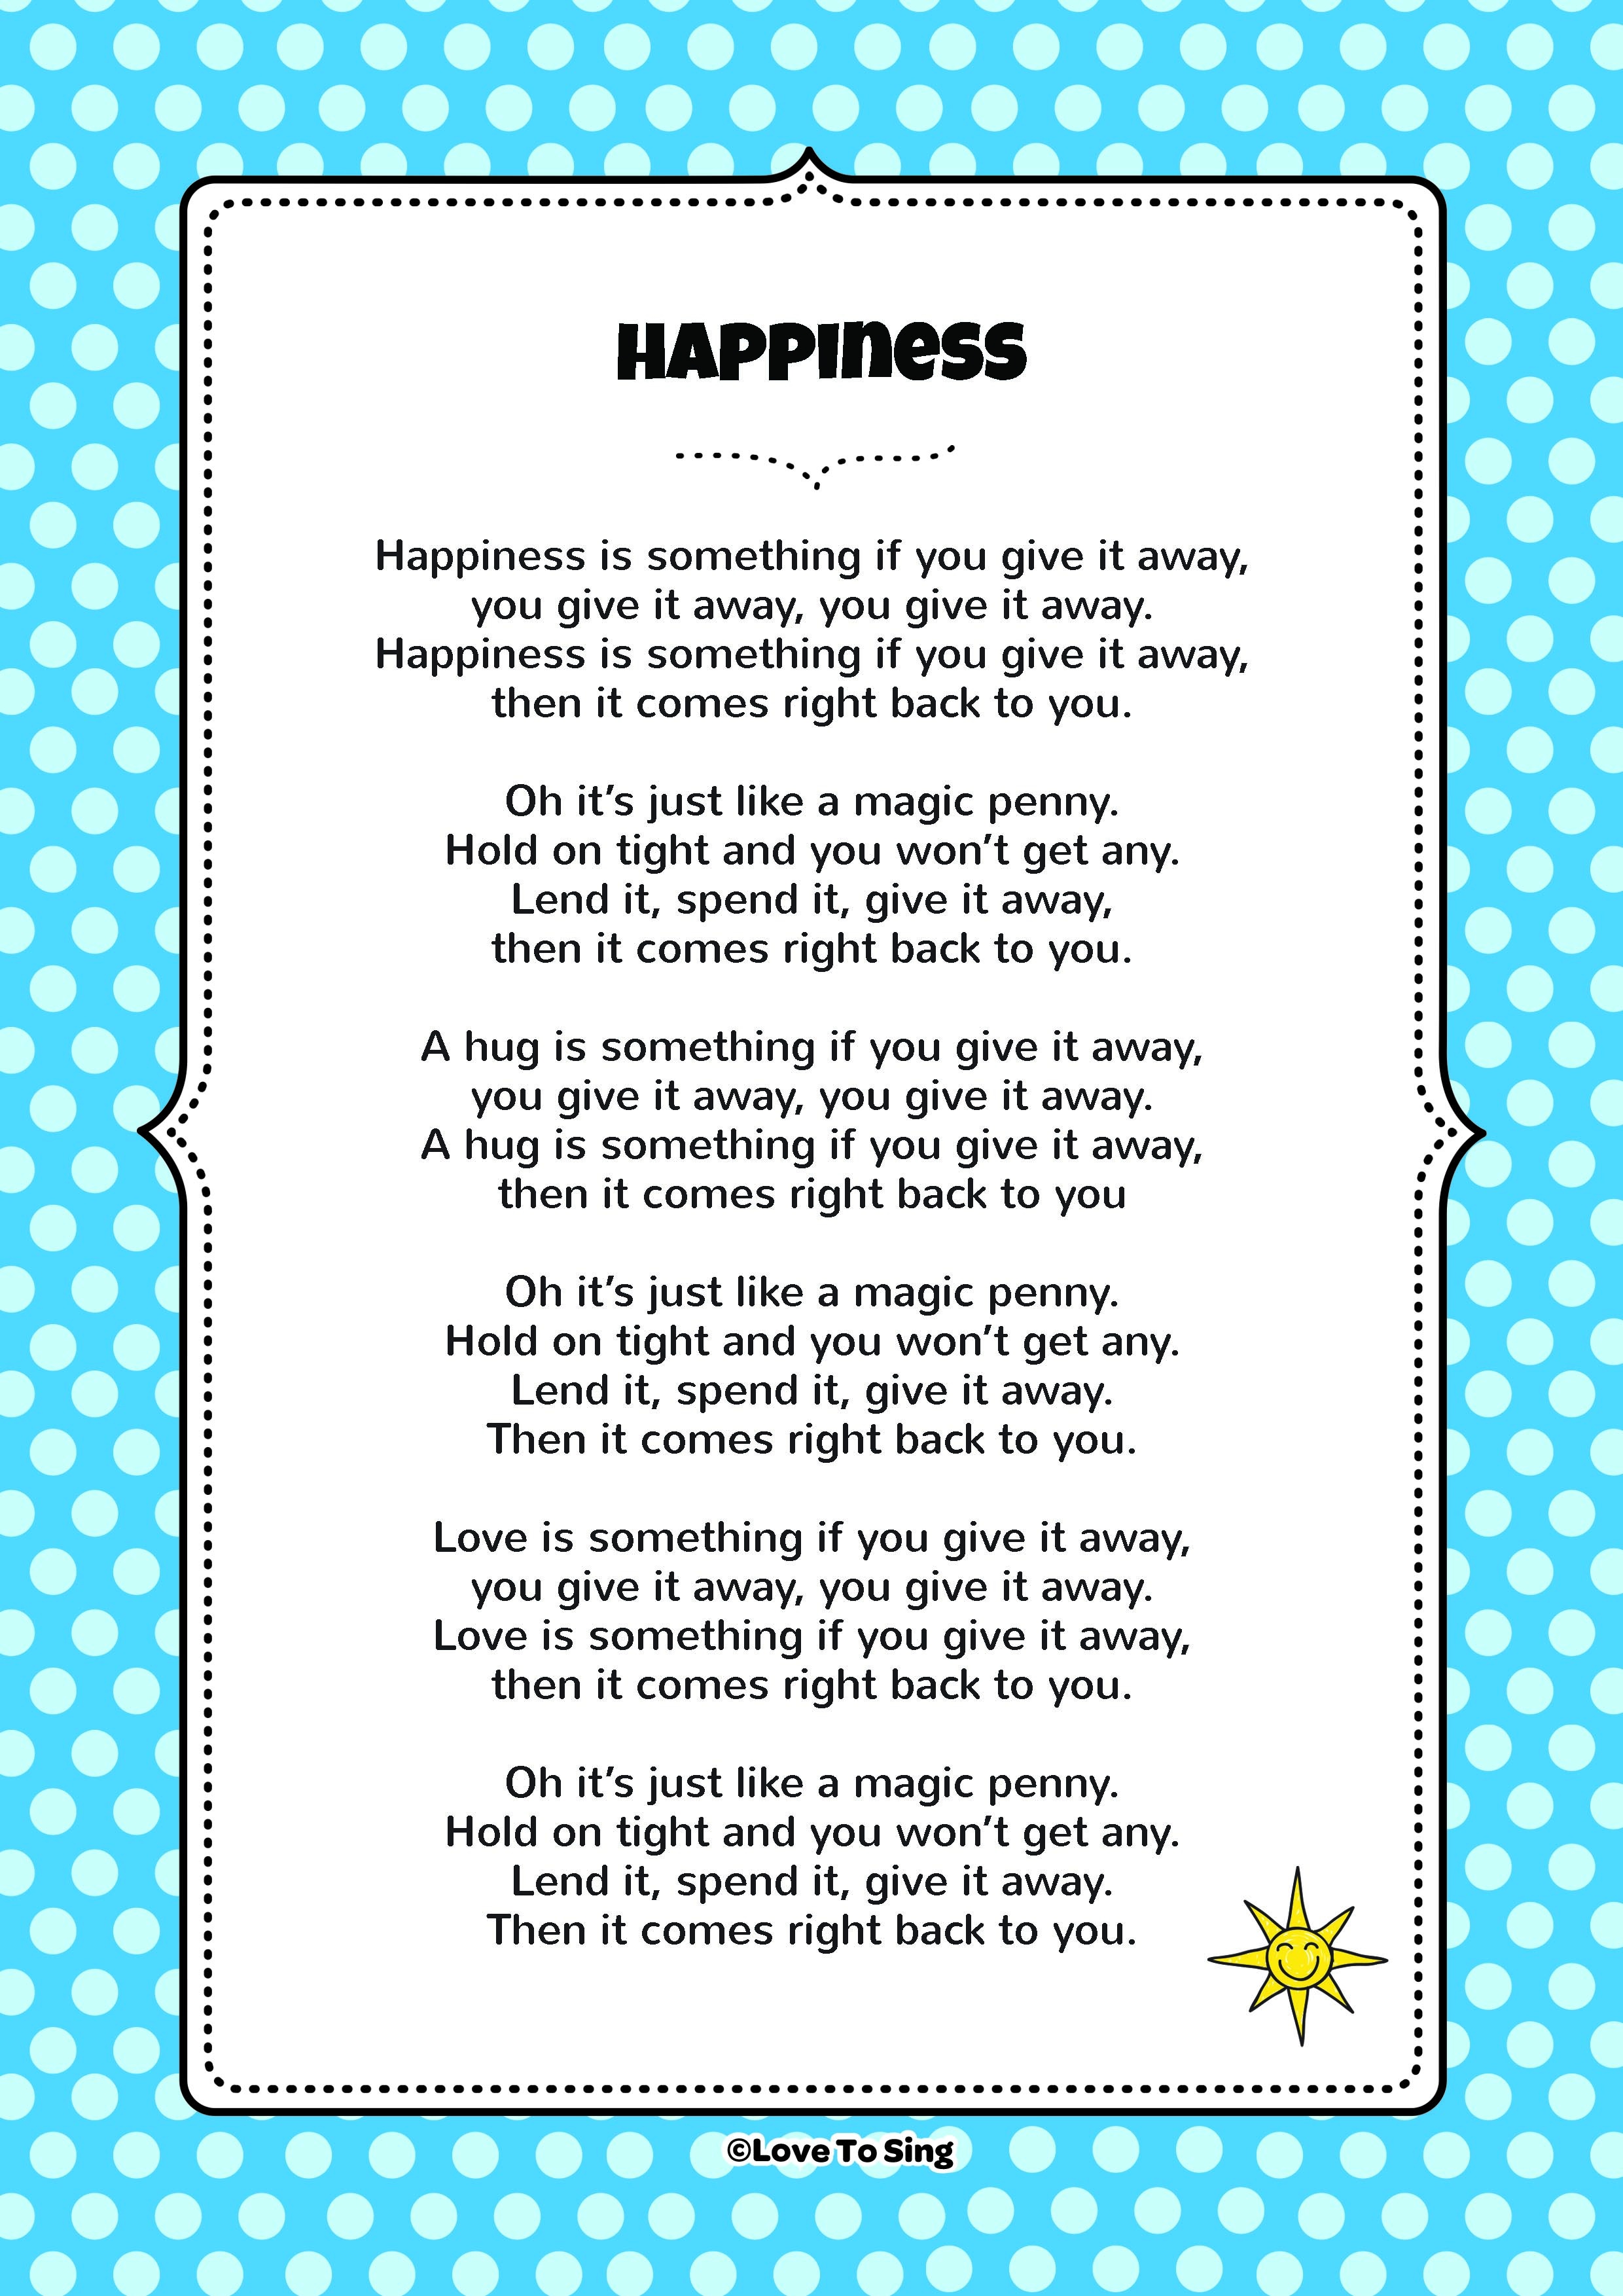 HAPPINESS
Happiness is something if you give it away,
you give it away, you give it away.
Happiness is something if you give it away,
then it comes right back to you.
Oh it’s just like a magic penny.
Hold on tight and you won’t get any.
Lend it, spend it, give it away,
then it comes right back to you.
A hug is something if you give it away,
you give it away, you give it away.
A hug is something if you give it away,
then it comes right back to you
Oh it’s just like a magic penny.
Hold on tight and you won’t get any.
Lend it, spend it, give it away.
Then it comes right back to you.
Love is something if you give it away,
you give it away, you give it away.
Love is something if you give it away,
then it comes right back to you.
Oh it’s just like a magic penny.
Hold on tight and you won’t get any.
Lend it, spend it, give it away.
Then it comes right back to you.
©Love To Sing